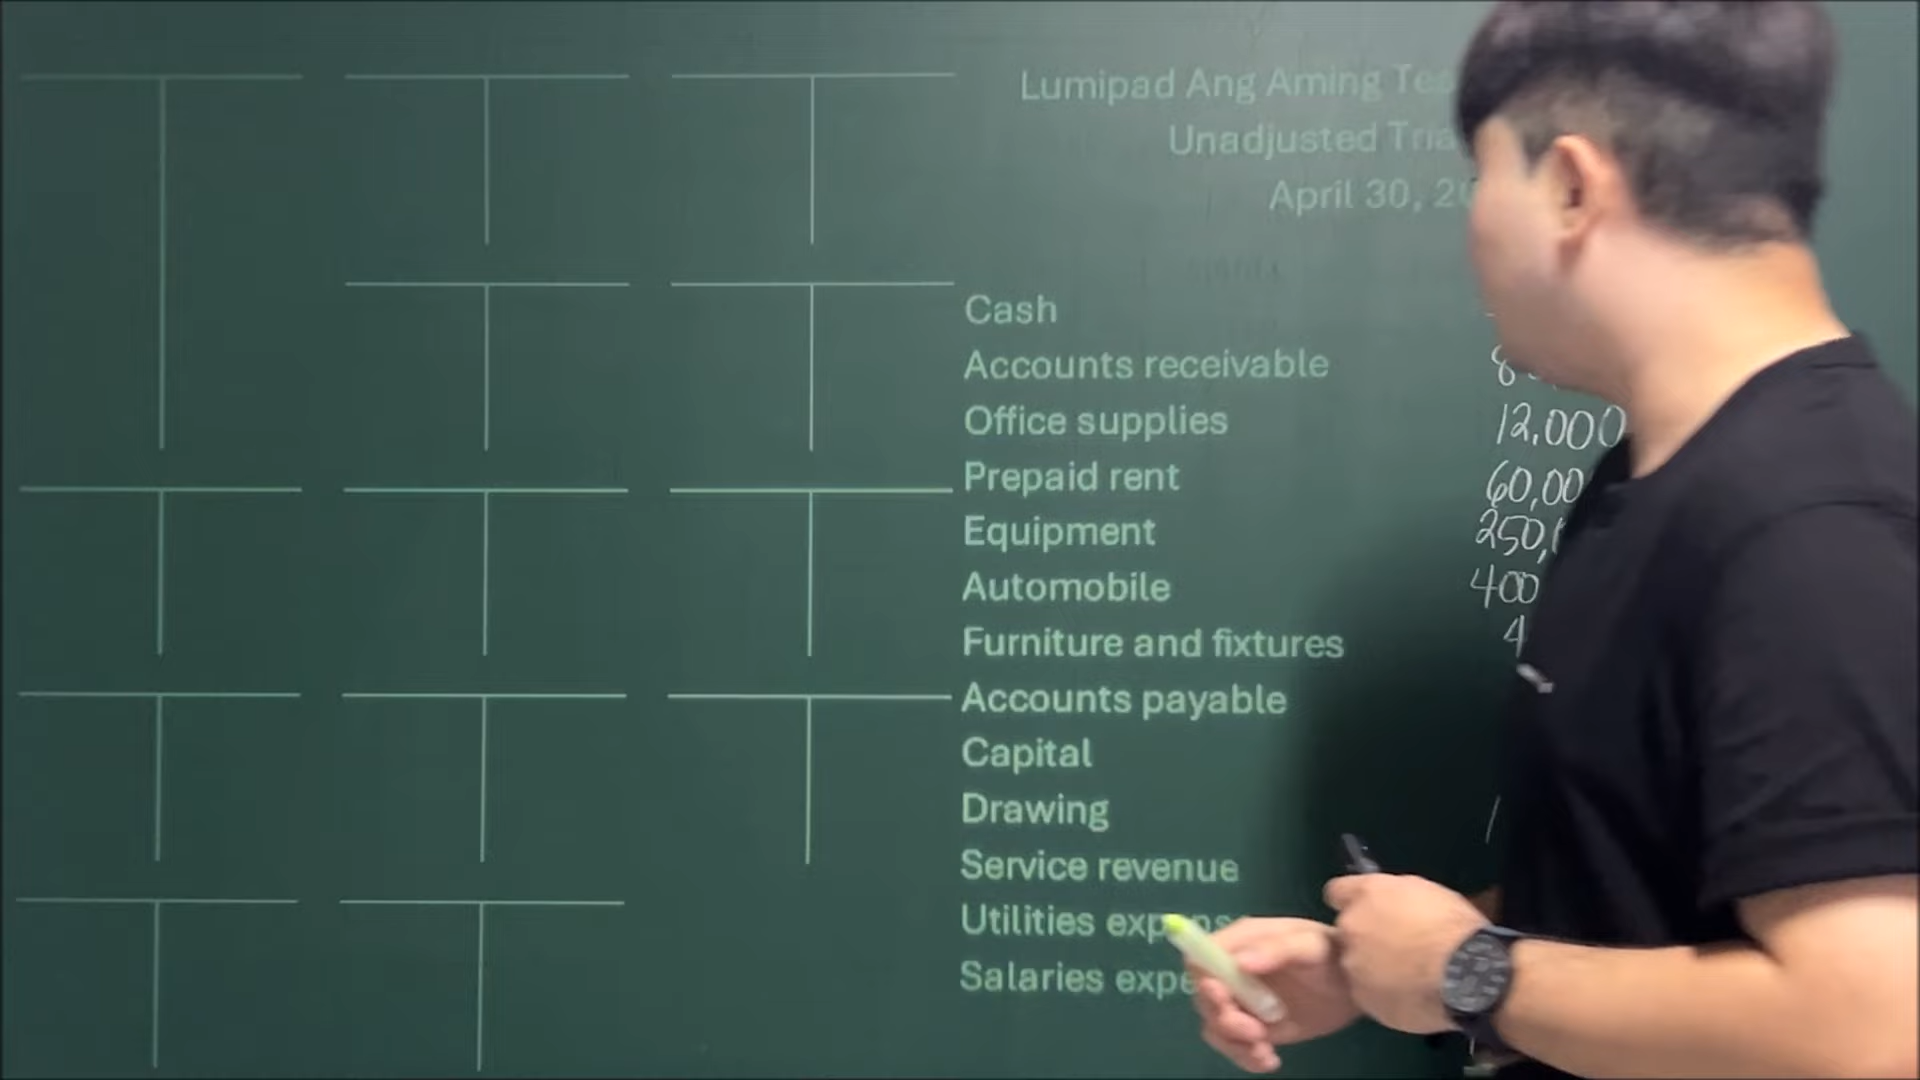 Lumipad Ang Aming
Unadjusted
April 30,
Cash
Accounts receivable
Office supplies 12,000
Prepaid rent
Equipment
Automobile
Furniture and fixtures
Accounts payable
Capital
Drawing
Service revenue
Utilities
Salaries